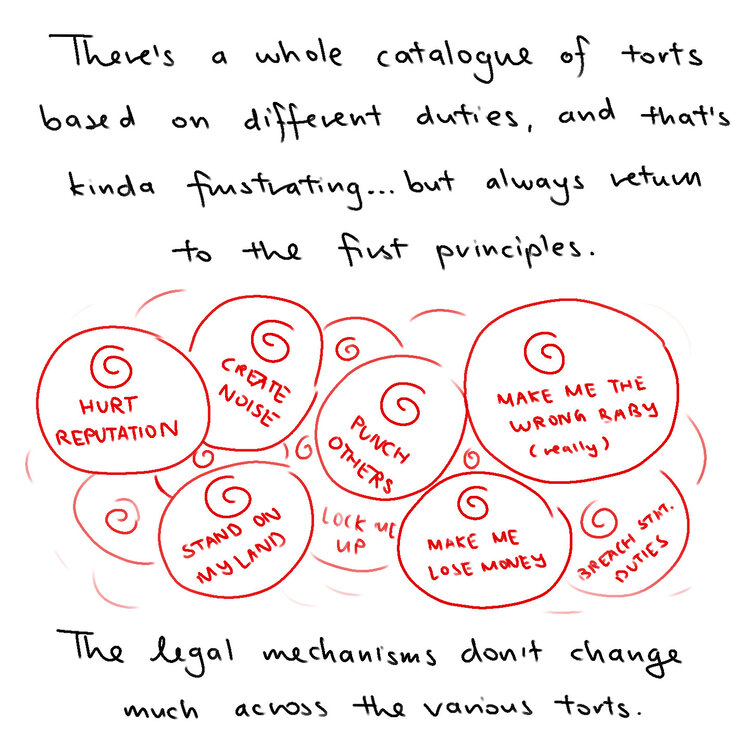 There's a whole catalogue of torts
based on different duties, and that's
kinda frustrating... but always return
to the first principles.
HURT
REPUTATION
CREATE
NOISE
PUNCH
OTHERS
MAKE ME THE
WRONG BABY
(really)
STAND ON
MY LAND
LOCK ME
UP
MAKE ME
LOSE MONEY
BREACH STAT.
DUTIES
The legal mechanisms don't change
much across the various torts.